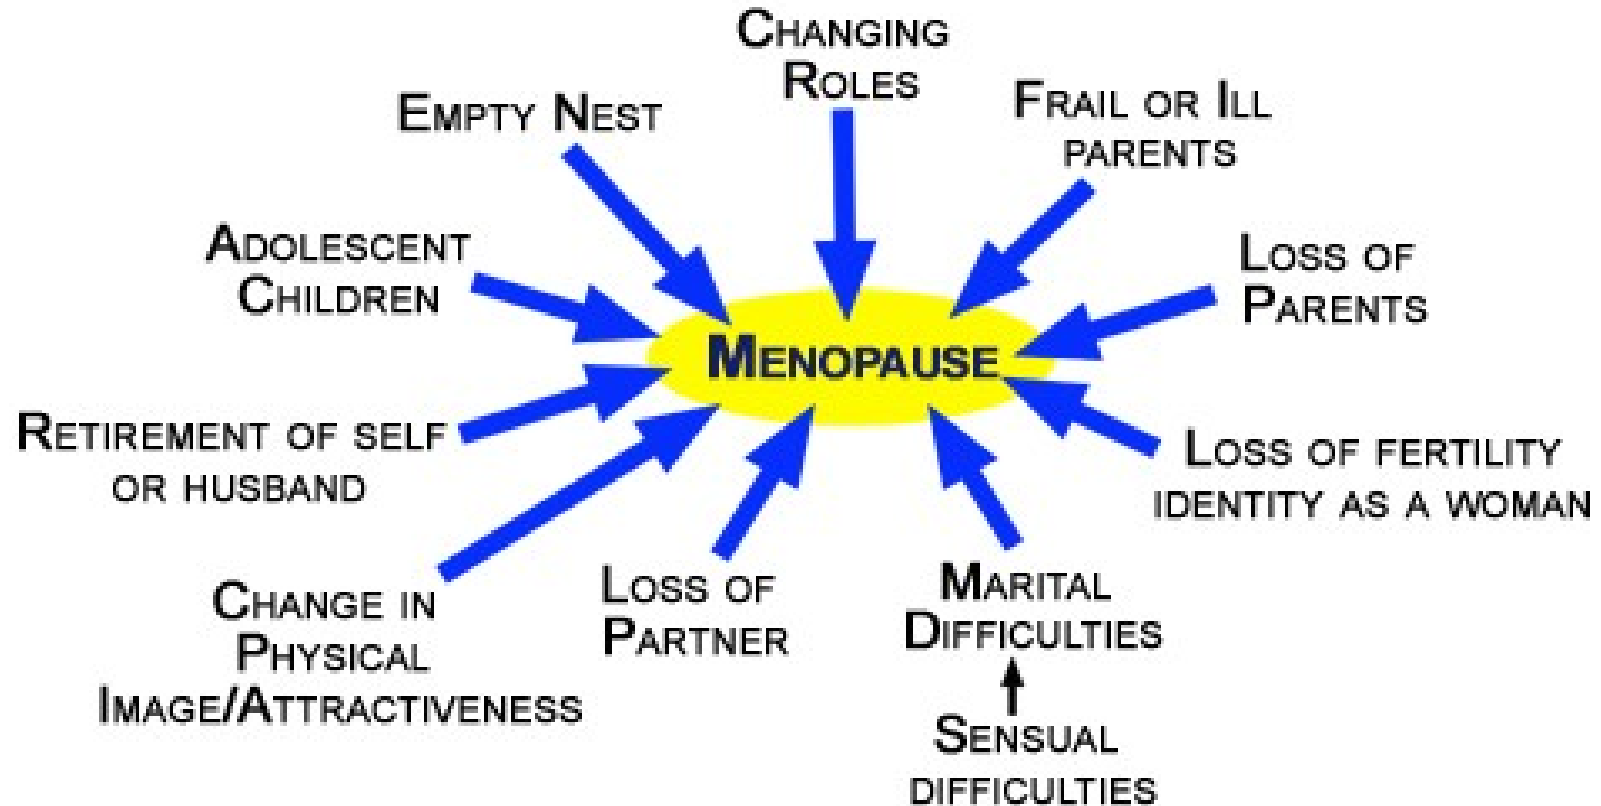 Changing
Roles
Empty Nest
Frail or Ill
parents
Adolescent
Children
Loss of
Parents
Menopause
Retirement of self
or husband
Loss of fertility
identity as a woman
Change in
Physical
Image/Attractiveness
Loss of
Partner
Marital
Difficulties
Sensual
difficulties